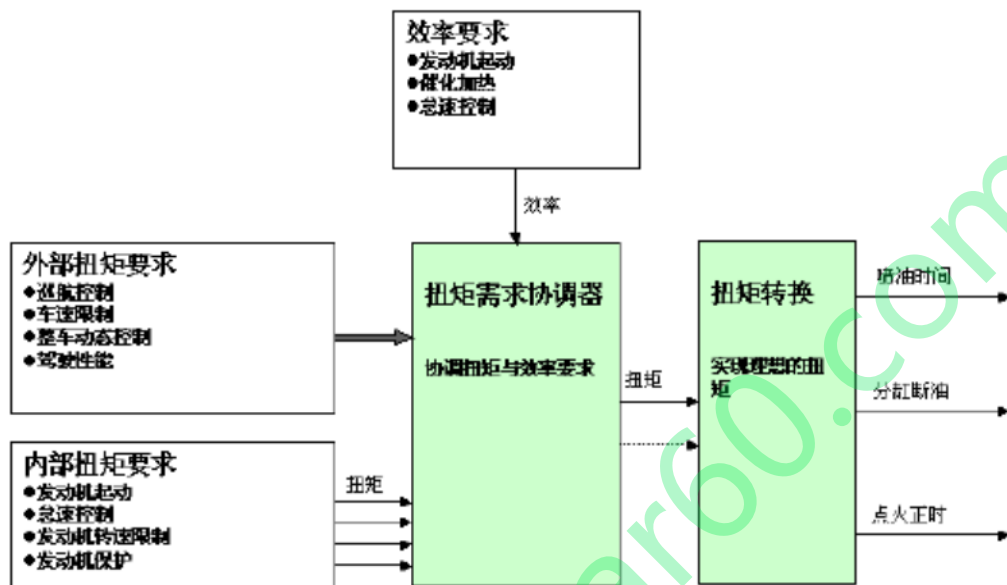 效率要求
●发动机起动
●催化加热
●怠速控制
效率
外部扭矩要求
●巡航控制
●车速限制
●整车动态控制
●驾驶性能
扭矩需求协调器
协调扭矩与效率要求
扭矩
扭矩转换
实现理想的扭
矩
喷油时间
分缸断油
点火正时
内部扭矩要求
●发动机起动
●怠速控制
●发动机转速限制
●发动机保护
扭矩
ar60.com